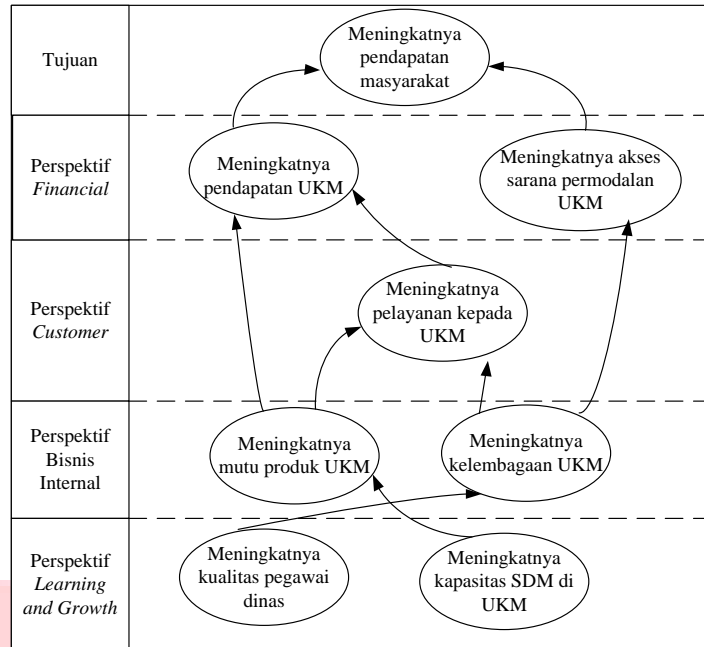 Tujuan
Meningkatnya
pendapatan
masyarakat
Perspektif
Financial
Meningkatnya
pendapatan UKM
Meningkatnya akses
sarana permodalan
UKM
Perspektif
Customer
Meningkatnya
pelayanan kepada
UKM
Perspektif
Bisnis
Internal
Meningkatnya
mutu produk UKM
Meningkatnya
kelembagaan UKM
Perspektif
Learning
and Growth
Meningkatnya
kualitas pegawai
dinas
Meningkatnya
kapasitas SDM di
UKM